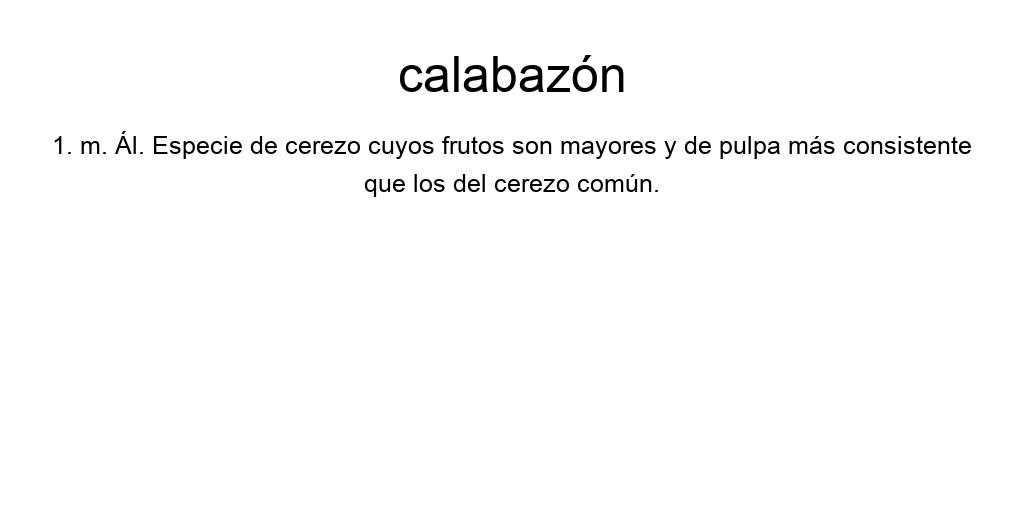 calabazón
1. m. Ál. Especie de cerezo cuyos frutos son mayores y de pulpa más consistente
que los del cerezo común.